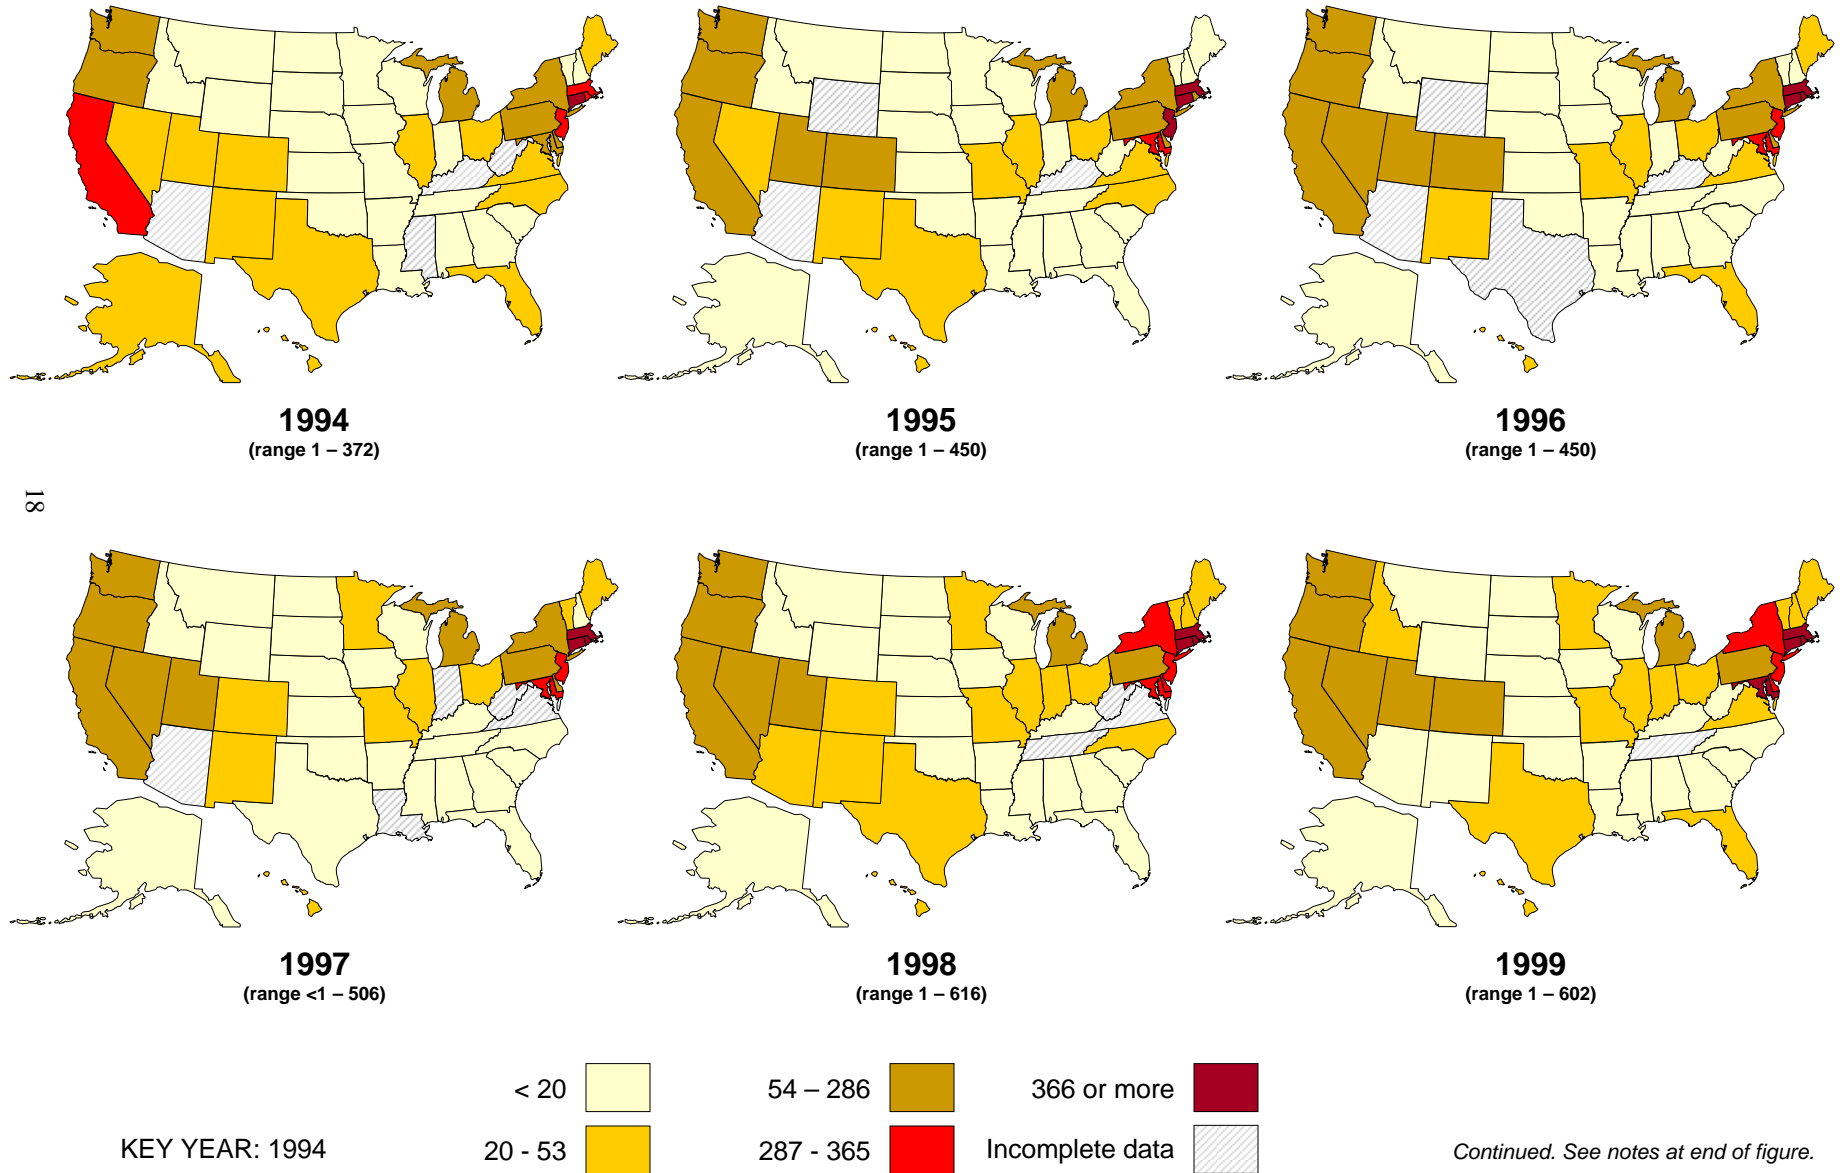 1994
(range 1 – 372)
1995
(range 1 – 450)
1996
(range 1 – 450)
18
1997
(range <1 – 506)
1998
(range 1 – 616)
1999
(range 1 – 602)
< 20
54 – 286
366 or more
KEY YEAR: 1994
20 - 53
287 - 365
Incomplete data
Continued. See notes at end of figure.